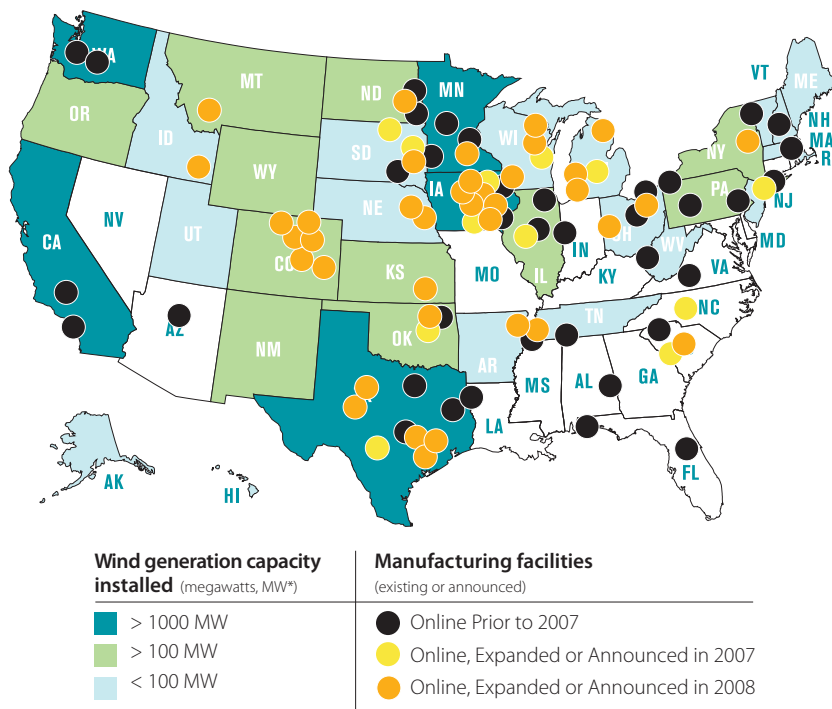 WA
MT
ND
MN
VT
ME
OR
ID
SD
WI
NH
MA
R
WY
NY
IA
NE
PA
NJ
NV
CA
UT
CO
IL
IN
OH
WV
MD
KS
MO
KY
VA
NC
AZ
NM
OK
AR
TN
MS
AL
GA
LA
FL
AK
HI
Wind generation capacity
installed (megawatts, MW*)
> 1000 MW
> 100 MW
< 100 MW
Manufacturing facilities
(existing or announced)
Online Prior to 2007
Online, Expanded or Announced in 2007
Online, Expanded or Announced in 2008